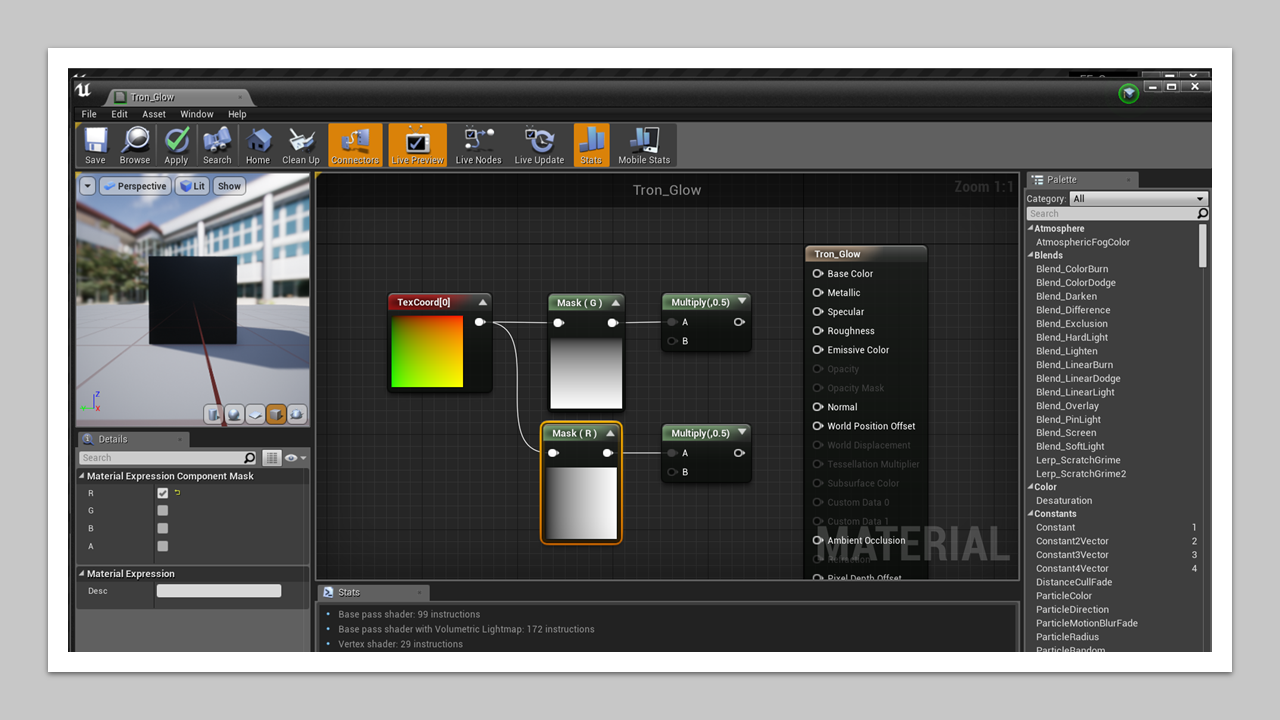 Tron_Glow
File Edit Asset Window Help
Save Browse Apply Search Home Clean Up Connectors Live Preview Live Nodes Live Update Stats Mobile Stats
Perspective Lit Show
Z
X
Details
Search
Material Expression Component Mask
R
G
B
A
Material Expression
Desc
Tron_Glow
Zoom 1:1
TexCoord[0]
Mask ( G )
Multiply(,0.5)
A
B
Mask ( R )
Multiply(,0.5)
A
B
Tron_Glow
Base Color
Metallic
Specular
Roughness
Emissive Color
Opacity
Opacity Mask
Normal
World Position Offset
World Displacement
Tessellation Multiplier
Subsurface Color
Custom Data 0
Custom Data 1
Ambient Occlusion
Refraction
Pixel Depth Offset
MATERIAL
Stats
Base pass shader: 99 instructions
Base pass shader with Volumetric Lightmap: 172 instructions
Vertex shader: 29 instructions
Palette
Category: All
Search
Atmosphere
AtmosphericFogColor
Blends
Blend_ColorBurn
Blend_ColorDodge
Blend_Darken
Blend_Difference
Blend_Exclusion
Blend_HardLight
Blend_Lighten
Blend_LinearBurn
Blend_LinearDodge
Blend_LinearLight
Blend_Overlay
Blend_PinLight
Blend_Screen
Blend_SoftLight
Lerp_ScratchGrime
Lerp_ScratchGrime2
Color
Desaturation
Constants
Constant 1
Constant2Vector 2
Constant3Vector 3
Constant4Vector 4
DistanceCullFade
ParticleColor
ParticleDirection
ParticleMotionBlurFade
ParticleRadius
ParticleRandom